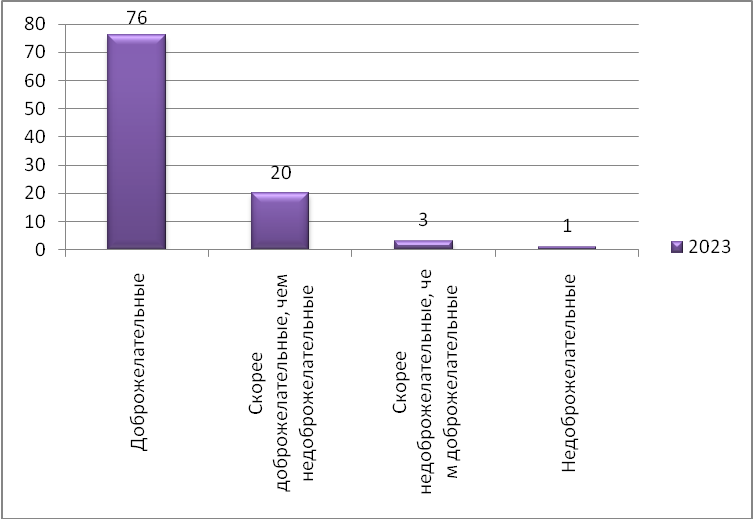 80
70
60
50
40
30
20
10
0
76
20
3
1
2023
Доброжелательные
Скорее
доброжелательные, чем
недоброжелательные
Скорее
недоброжелательные, че
м доброжелательные
Недоброжелательные